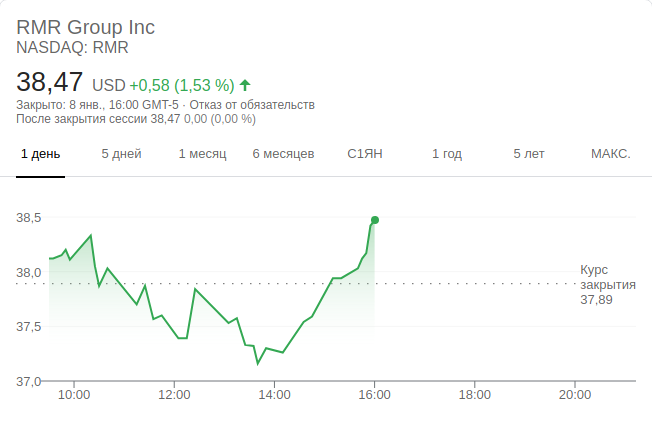 RMR Group Inc
NASDAQ: RMR
38,47 USD +0,58 (1,53 %)
Закрыто: 8 янв., 16:00 GMT-5 · Отказ от обязательств
После закрытия сессии 38,47 0,00 (0,00 %)
1 день 5 дней 1 месяц 6 месяцев С1ЯН 1 год 5 лет МАКС.
38,5
38,0
Курс
закрытия
37,89
37,5
37,0
10:00 12:00 14:00 16:00 18:00 20:00